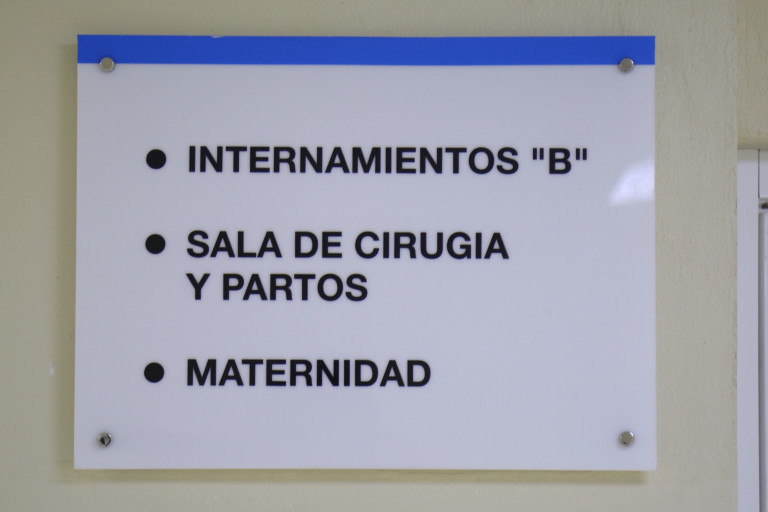 ● INTERNAMIENTOS "B"
● SALA DE CIRUGIA
Y PARTOS
● MATERNIDAD